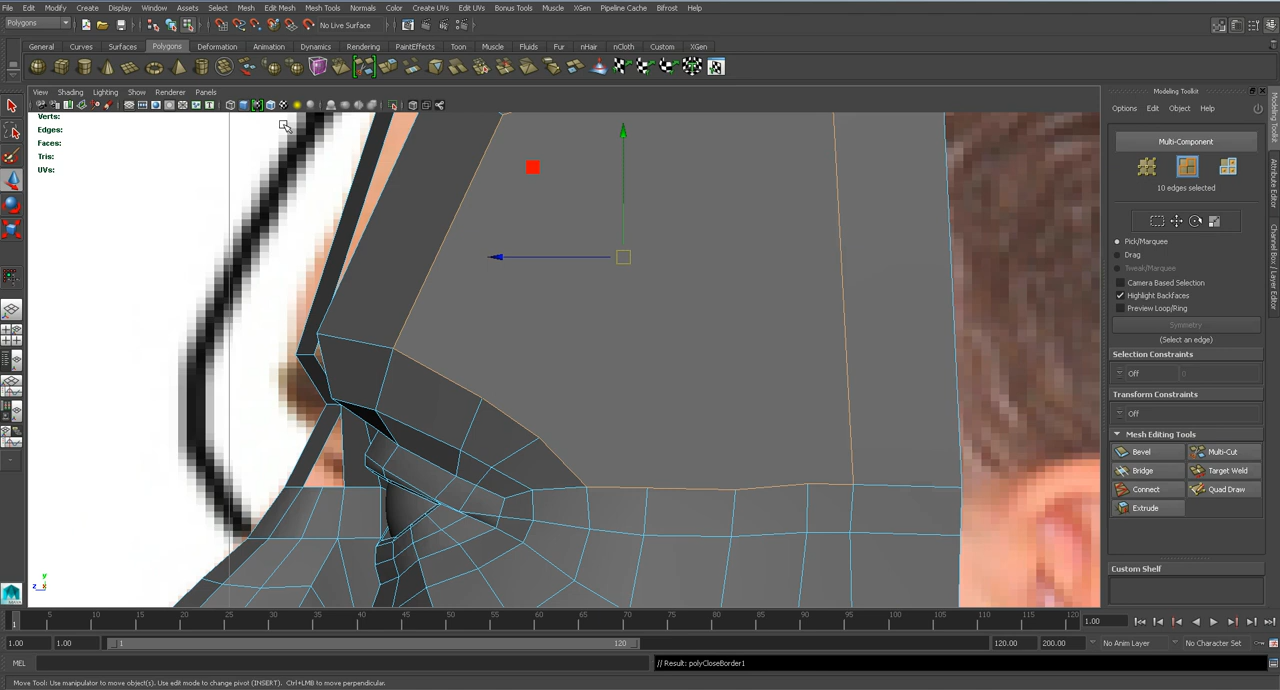 File Edit Modify Create Display Window Assets Select Mesh Edit Mesh Mesh Tools Normals Color Create UVs Edit UVs Bonus Tools Muscle XGen Pipeline Cache Bifrost Help
Polygons No Live Surface
General Curves Surfaces Polygons Deformation Animation Dynamics Rendering PaintEffects Toon Muscle Fluids Fur nHair nCloth Custom XGen
View Shading Lighting Show Renderer Panels
Verts:
Edges:
Faces:
Tris:
UVs:
y
z x
Modeling Toolkit
Options Edit Object Help
Multi-Component
10 edges selected
Pick/Marquee
Drag
Tweak/Marquee
Camera Based Selection
Highlight Backfaces
Preview Loop/Ring
Symmetry
(Select an edge)
Selection Constraints
Off 0
Transform Constraints
Off
Mesh Editing Tools
Bevel Multi-Cut
Bridge Target Weld
Connect Quad Draw
Extrude
Custom Shelf
Modeling Toolkit
Attribute Editor
Channel Box / Layer Editor
1 5 10 15 20 25 30 35 40 45 50 55 60 65 70 75 80 85 90 95 100 105 110 115 120 1.00
1.00 1.00 1 120 120.00 200.00 No Anim Layer No Character Set
MEL // Result: polyCloseBorder1
Move Tool: Use manipulator to move object(s). Use edit mode to change pivot (INSERT). Ctrl+LMB to move perpendicular.